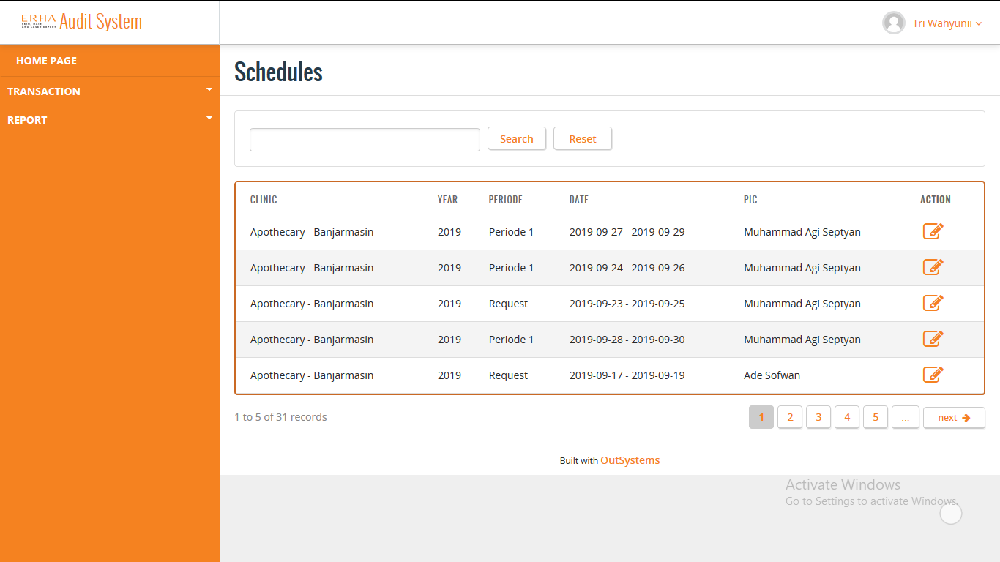 ERHA Audit System
SKIN, HAIR
AND LASER EXPERT
Tri Wahyunii
HOME PAGE
TRANSACTION
REPORT
Schedules
Search Reset
CLINIC YEAR PERIODE DATE PIC ACTION
Apothecary - Banjarmasin 2019 Periode 1 2019-09-27 - 2019-09-29 Muhammad Agi Septyan
Apothecary - Banjarmasin 2019 Periode 1 2019-09-24 - 2019-09-26 Muhammad Agi Septyan
Apothecary - Banjarmasin 2019 Request 2019-09-23 - 2019-09-25 Muhammad Agi Septyan
Apothecary - Banjarmasin 2019 Periode 1 2019-09-28 - 2019-09-30 Muhammad Agi Septyan
Apothecary - Banjarmasin 2019 Request 2019-09-17 - 2019-09-19 Ade Sofwan
1 to 5 of 31 records 1 2 3 4 5 ... next
Built with OutSystems
Activate Windows
Go to Settings to activate Windows.